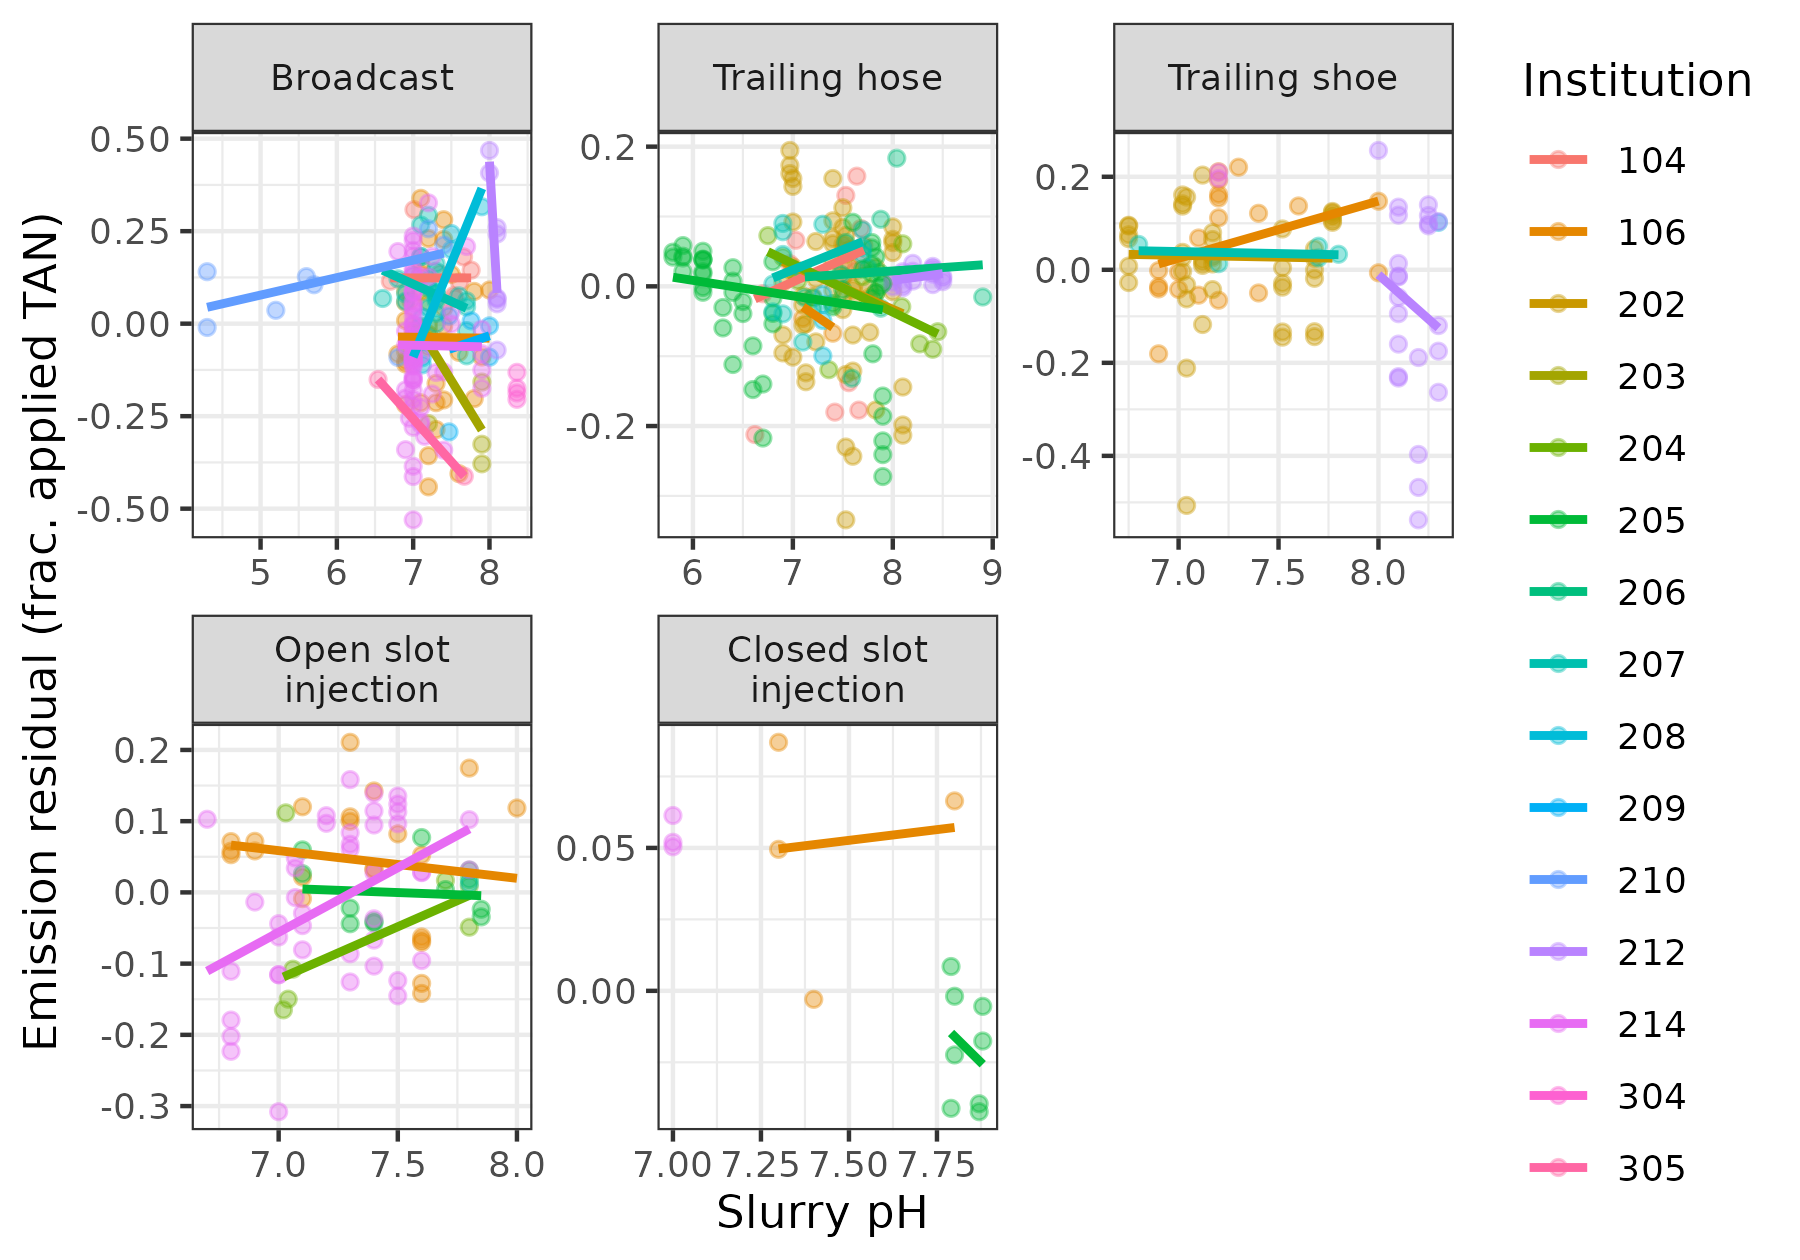 Broadcast
Trailing hose
Trailing shoe
0.50
0.25
0.00
-0.25
-0.50
5 6 7 8
0.2
0.0
-0.2
6 7 8 9
0.2
0.0
-0.2
-0.4
7.0 7.5 8.0
Open slot
injection
Closed slot
injection
0.2
0.1
0.0
-0.1
-0.2
-0.3
7.0 7.5 8.0
0.05
0.00
7.00 7.25 7.50 7.75
Slurry pH
Emission residual (frac. applied TAN)
Institution
104
106
202
203
204
205
206
207
208
209
210
212
214
304
305